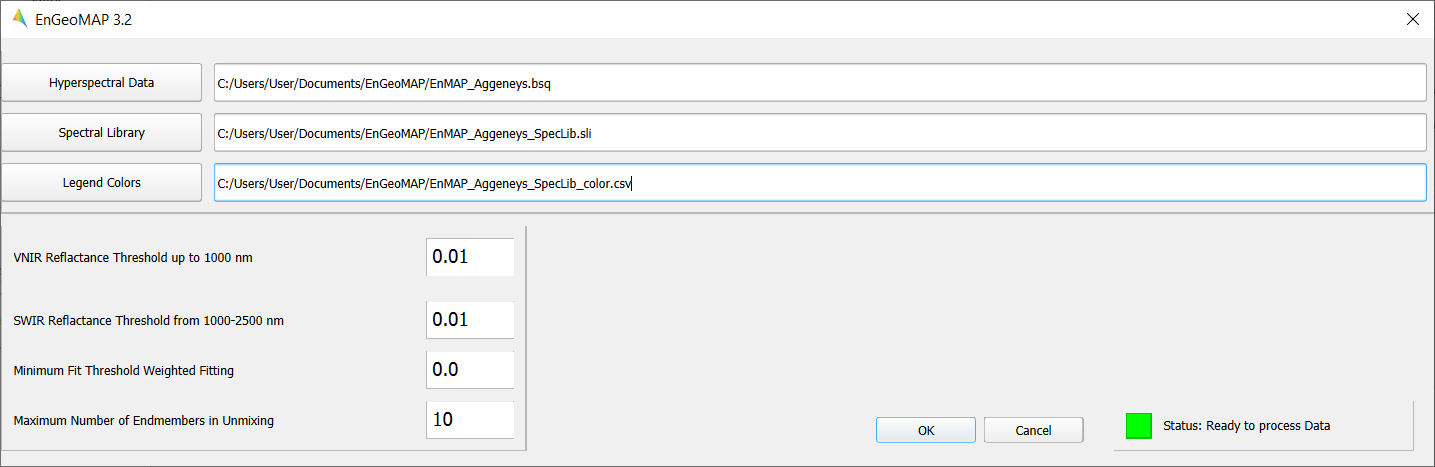 EnGeoMAP 3.2
Hyperspectral Data
C:/Users/User/Documents/EnGeoMAP/EnMAP_Aggeneys.bsq
Spectral Library
C:/Users/User/Documents/EnGeoMAP/EnMAP_Aggeneys_SpecLib.sli
Legend Colors
C:/Users/User/Documents/EnGeoMAP/EnMAP_Aggeneys_SpecLib_color.csv
VNIR Reflactance Threshold up to 1000 nm
0.01
SWIR Reflactance Threshold from 1000-2500 nm
0.01
Minimum Fit Threshold Weighted Fitting
0.0
Maximum Number of Endmembers in Unmixing
10
OK
Cancel
Status: Ready to process Data